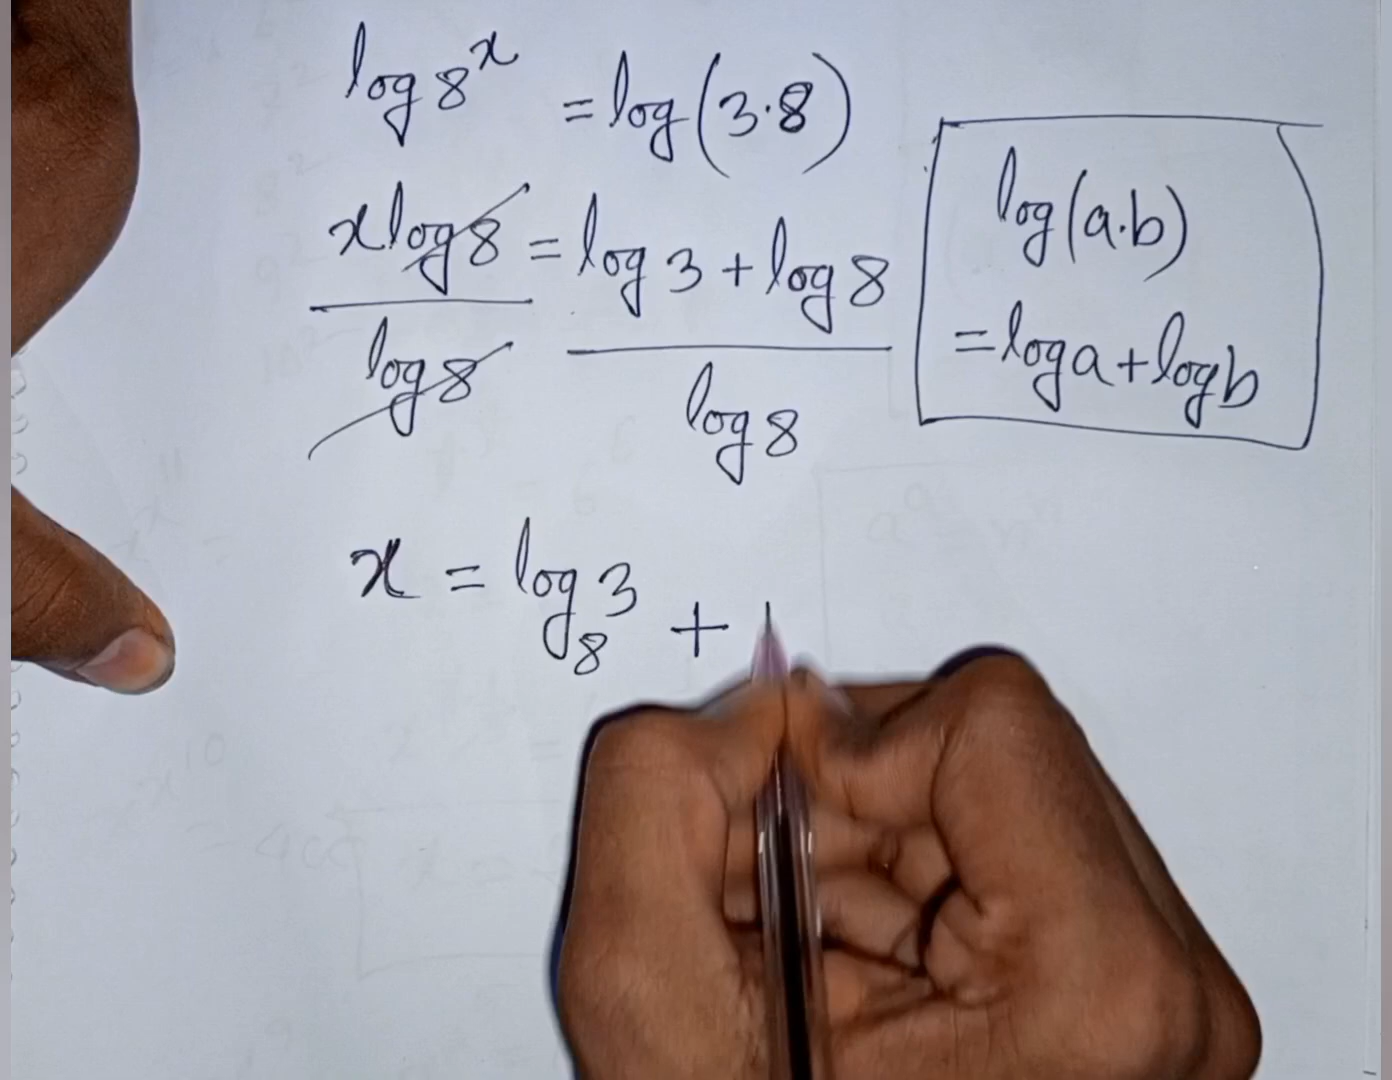 log 8^x = log(3·8)
x log 8 = log 3 + log 8
log 8 log 8
log(a·b)
= log a + log b
x = log_8 3 +